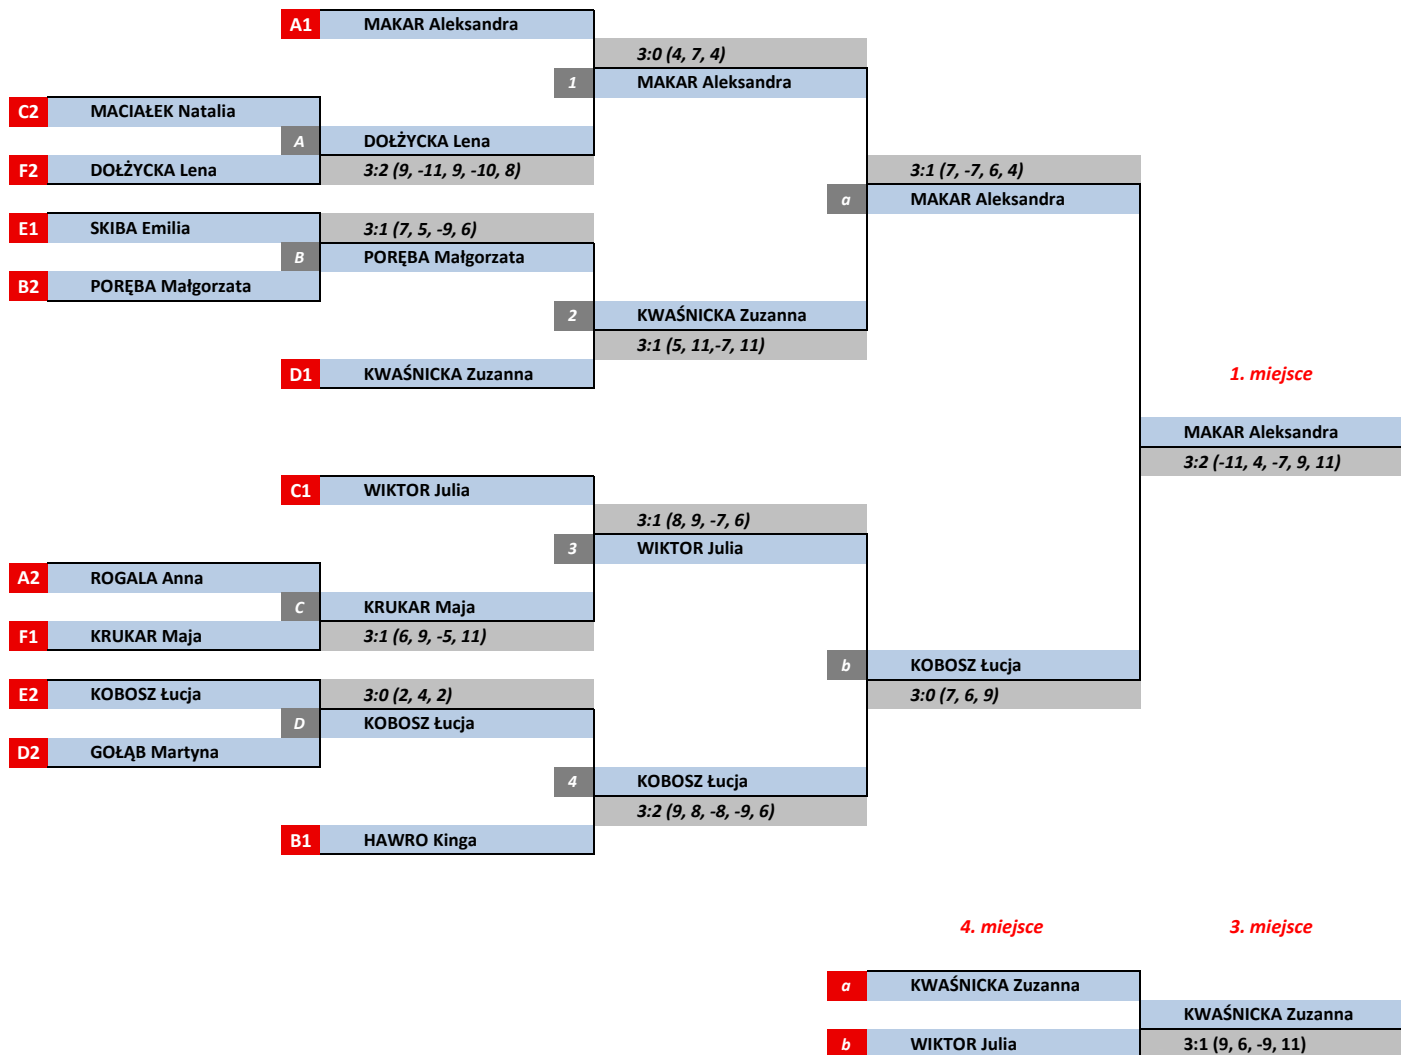 A1 MAKAR Aleksandra
3:0 (4, 7, 4)
1 MAKAR Aleksandra
C2 MACIAŁEK Natalia
A DOŁŻYCKA Lena
F2 DOŁŻYCKA Lena 3:2 (9, -11, 9, -10, 8) 3:1 (7, -7, 6, 4)
a MAKAR Aleksandra
E1 SKIBA Emilia 3:1 (7, 5, -9, 6)
B PORĘBA Małgorzata
B2 PORĘBA Małgorzata
2 KWAŚNICKA Zuzanna
3:1 (5, 11,-7, 11)
D1 KWAŚNICKA Zuzanna 1. miejsce
MAKAR Aleksandra
3:2 (-11, 4, -7, 9, 11)
C1 WIKTOR Julia
3:1 (8, 9, -7, 6)
3 WIKTOR Julia
A2 ROGALA Anna
C KRUKAR Maja
F1 KRUKAR Maja 3:1 (6, 9, -5, 11)
b KOBOSZ Łucja
E2 KOBOSZ Łucja 3:0 (2, 4, 2) 3:0 (7, 6, 9)
D KOBOSZ Łucja
D2 GOŁĄB Martyna
4 KOBOSZ Łucja
3:2 (9, 8, -8, -9, 6)
B1 HAWRO Kinga
4. miejsce 3. miejsce
a KWAŚNICKA Zuzanna
KWAŚNICKA Zuzanna
b WIKTOR Julia 3:1 (9, 6, -9, 11)